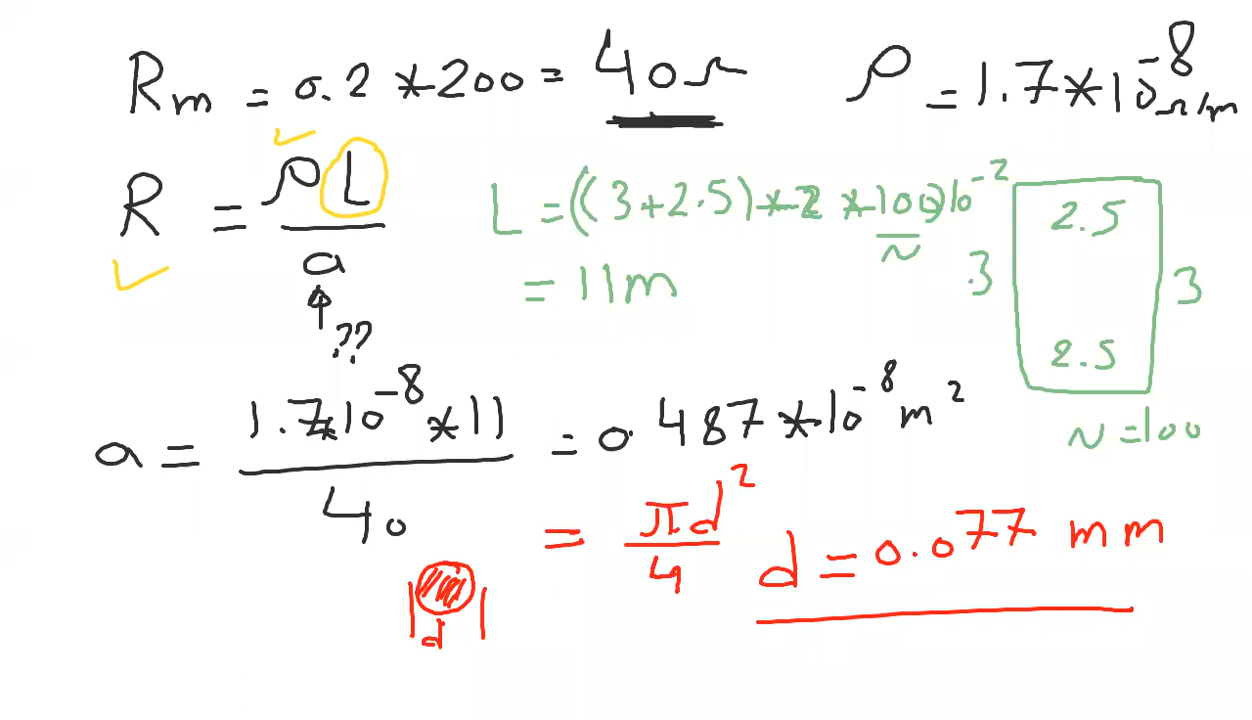 Rm = 0.2 * 200 = 40Ω
ρ = 1.7 * 10^-8 Ω/m
R = ρL / a
??
L = ((3+2.5) * 2 * 100) 10^-2
N
= 11m
2.5
3
3
2.5
N = 100
a = 1.7*10^-8 * 11 / 40 = 0.487 * 10^-8 m^2
= πd^2 / 4
d = 0.077 mm
d